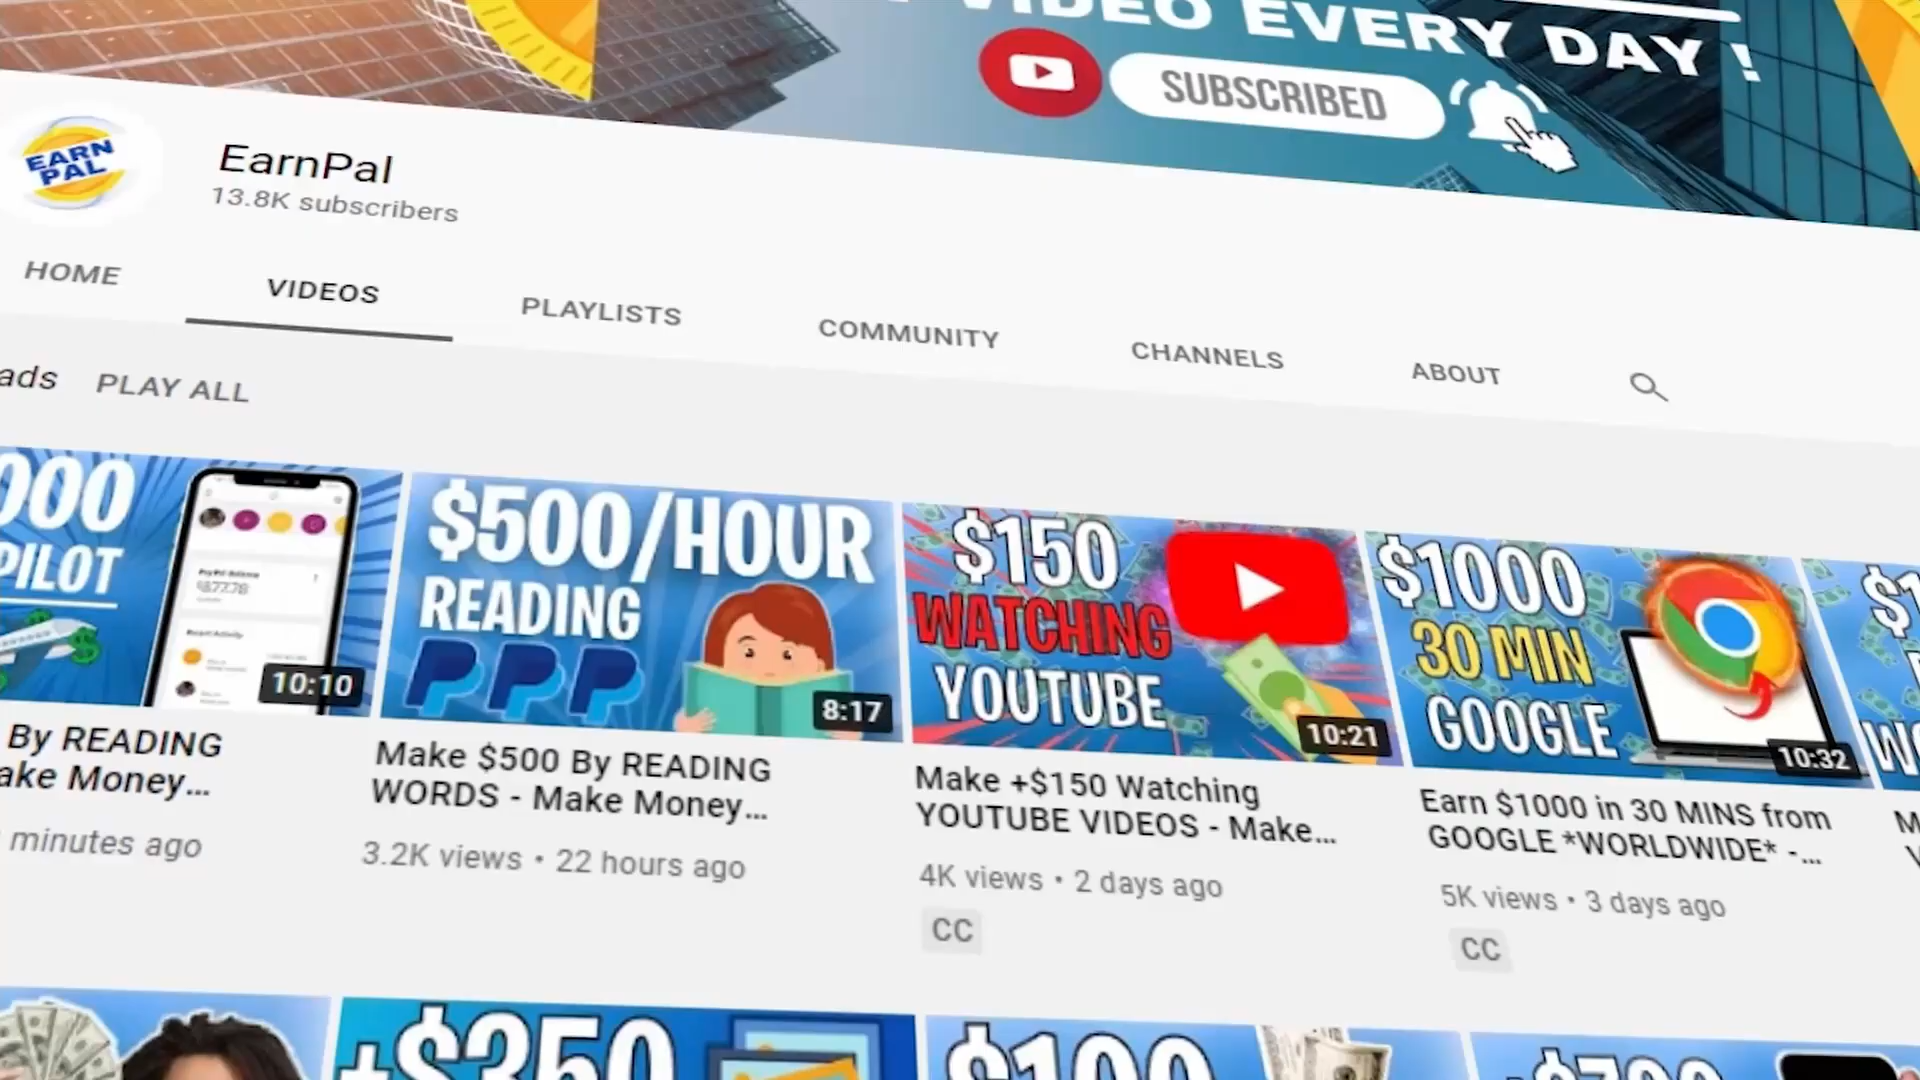 VIDEO EVERY DAY !
SUBSCRIBED
EARN
PAL
EarnPal
13.8K subscribers
HOME
VIDEOS
PLAYLISTS
COMMUNITY
CHANNELS
ABOUT
PLAY ALL
10:10
$500/HOUR
READING
8:17
$150
WATCHING
YOUTUBE
10:21
$1000
30 MIN
GOOGLE
10:32
By READING
Money...
minutes ago
Make $500 By READING
WORDS - Make Money...
3.2K views • 22 hours ago
Make +$150 Watching
YOUTUBE VIDEOS - Make...
4K views • 2 days ago
CC
Earn $1000 in 30 MINS from
GOOGLE *WORLDWIDE* -...
5K views • 3 days ago
CC
+$350
$100